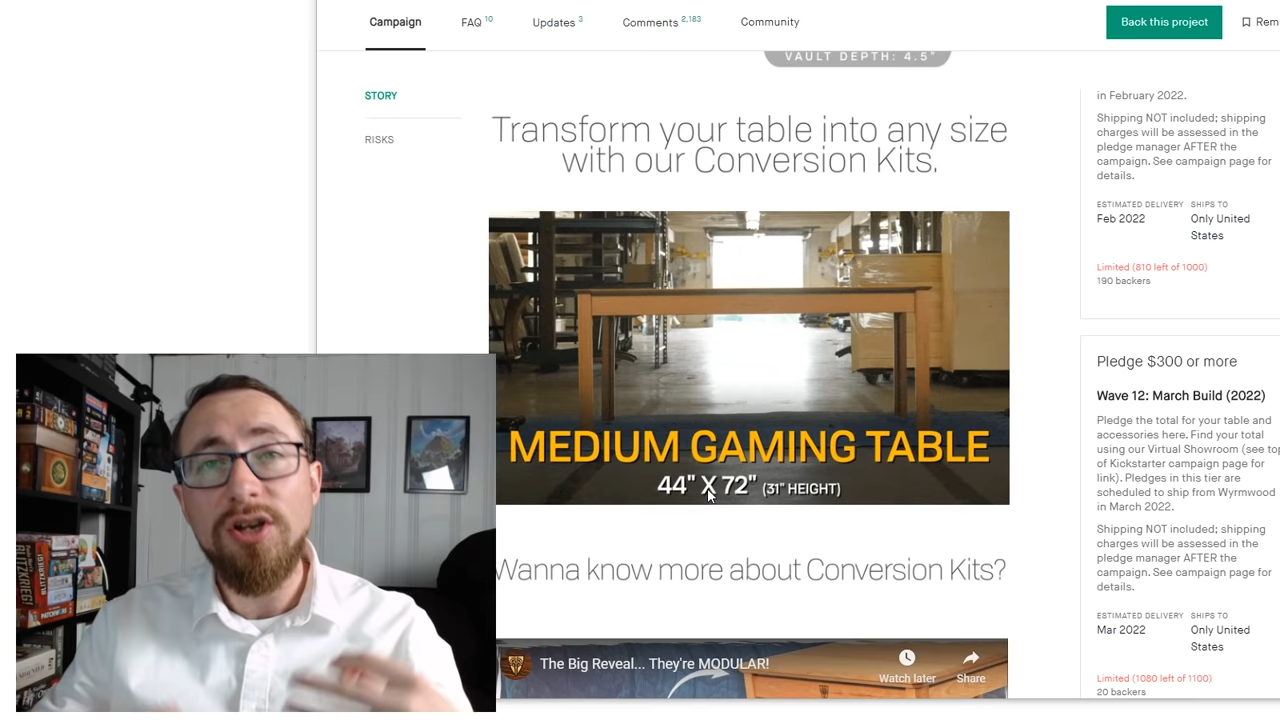 Campaign
FAQ 10
Updates 3
Comments 2,183
Community
Back this project
Rem
VAULT DEPTH: 4.5"
STORY
RISKS
Transform your table into any size
with our Conversion Kits.
MEDIUM GAMING TABLE
44" X 72" (31" HEIGHT)
Wanna know more about Conversion Kits?
The Big Reveal... They're MODULAR!
Watch later
Share
in February 2022.
Shipping NOT included; shipping
charges will be assessed in the
pledge manager AFTER the
campaign. See campaign page for
details.
ESTIMATED DELIVERY
Feb 2022
SHIPS TO
Only United
States
Limited (810 left of 1000)
190 backers
Pledge $300 or more
Wave 12: March Build (2022)
Pledge the total for your table and
accessories here. Find your total
using our Virtual Showroom (see top
of Kickstarter campaign page for
link). Pledges in this tier are
scheduled to ship from Wyrmwood
in March 2022.
Shipping NOT included; shipping
charges will be assessed in the
pledge manager AFTER the
campaign. See campaign page for
details.
ESTIMATED DELIVERY
Mar 2022
SHIPS TO
Only United
States
Limited (1080 left of 1100)
20 backers
BLITZKRIEG!
PATCHWORK